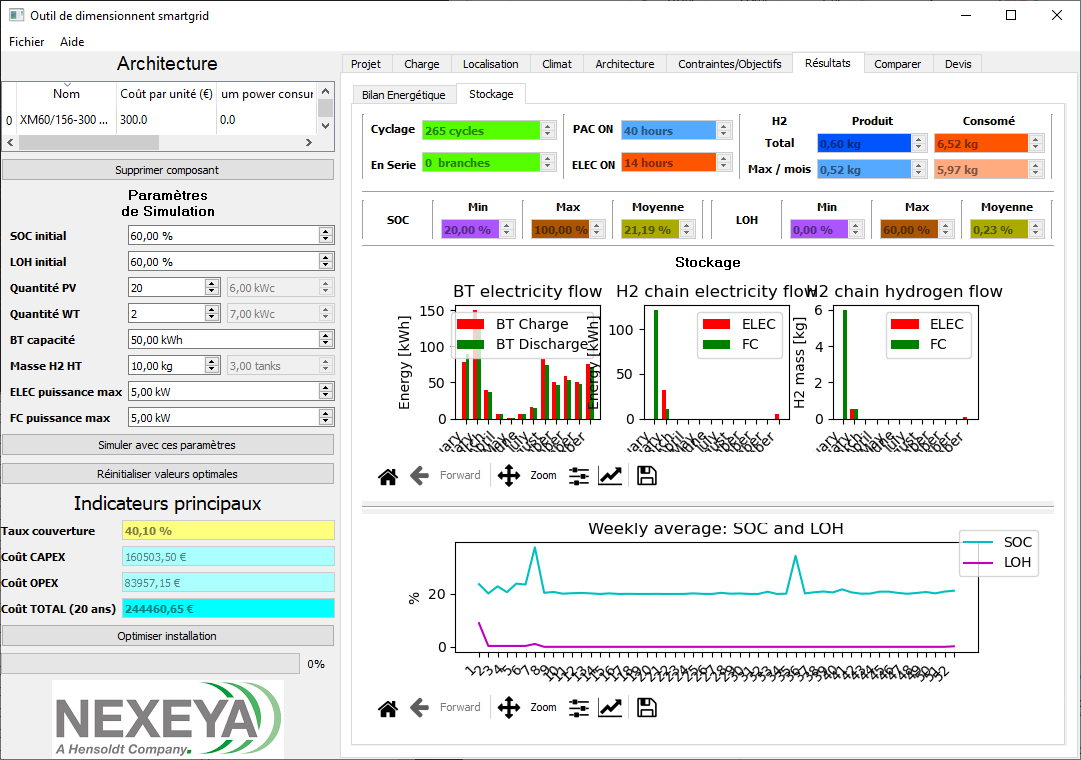 Outil de dimensionnent smartgrid
Fichier Aide
Architecture
Nom Coût par unité (€) um power consur
0 XM60/156-300 ... 300.0 0.0
Supprimer composant
Paramètres
de Simulation
SOC initial 60,00 %
LOH initial 60,00 %
Quantité PV 20 6,00 kWc
Quantité WT 2 7,00 kWc
BT capacité 50,00 kWh
Masse H2 HT 10,00 kg 3,00 tanks
ELEC puissance max 5,00 kW
FC puissance max 5,00 kW
Simuler avec ces paramètres
Réinitialiser valeurs optimales
Indicateurs principaux
Taux couverture 40,10 %
Coût CAPEX 160503,50 €
Coût OPEX 83957,15 €
Coût TOTAL (20 ans) 244460,65 €
Optimiser installation
0%
NEXEYA
A Hensoldt Company.
Projet Charge Localisation Climat Architecture Contraintes/Objectifs Résultats Comparer Devis
Bilan Energétique Stockage
Cyclage 265 cycles PAC ON 40 hours H2 Produit Consomé
Total 0,60 kg 6,52 kg
En Serie 0 branches ELEC ON 14 hours Max / mois 0,52 kg 5,97 kg
SOC Min Max Moyenne LOH Min Max Moyenne
20,00 % 100,00 % 21,19 % 0,00 % 60,00 % 0,23 %
Stockage
BT electricity flow H2 chain electricity flow H2 chain hydrogen flow
Energy [kWh] 150 100 50 0 BT Charge BT Discharge
Energy [kWh] 100 50 0 ELEC FC
H2 mass [kg] 6 4 2 0 ELEC FC
Forward Zoom
Weekly average: SOC and LOH
% 20 0
SOC
LOH
Forward Zoom